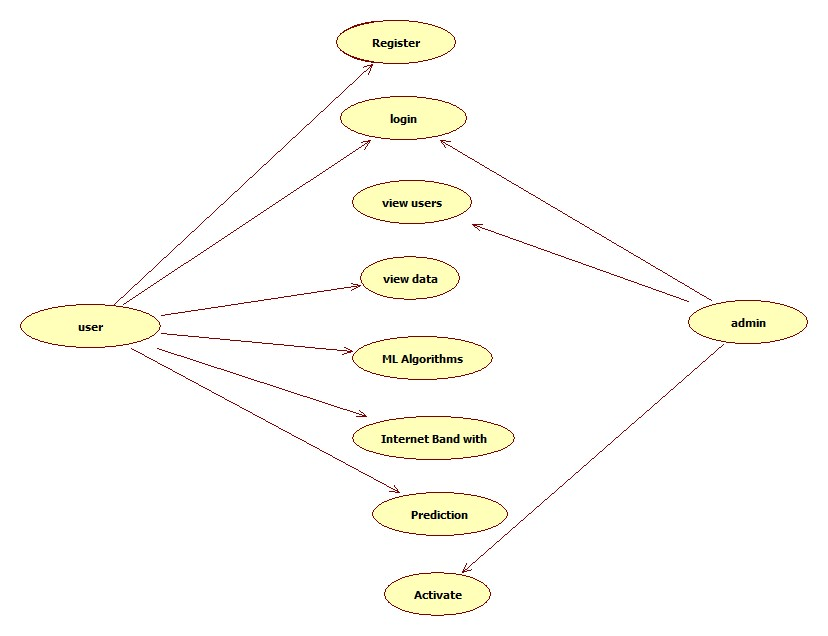 Register
login
view users
view data
user
admin
ML Algorithms
Internet Band with
Prediction
Activate